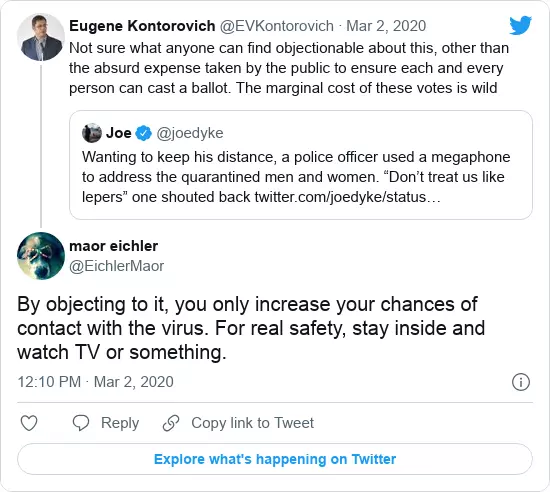 Eugene Kontorovich @EVKontorovich · Mar 2, 2020
Not sure what anyone can find objectionable about this, other than
the absurd expense taken by the public to ensure each and every
person can cast a ballot. The marginal cost of these votes is wild
Joe @joedyke
Wanting to keep his distance, a police officer used a megaphone
to address the quarantined men and women. “Don’t treat us like
lepers” one shouted back twitter.com/joedyke/status…
maor eichler
@EichlerMaor
By objecting to it, you only increase your chances of
contact with the virus. For real safety, stay inside and
watch TV or something.
12:10 PM · Mar 2, 2020
Reply Copy link to Tweet
Explore what's happening on Twitter